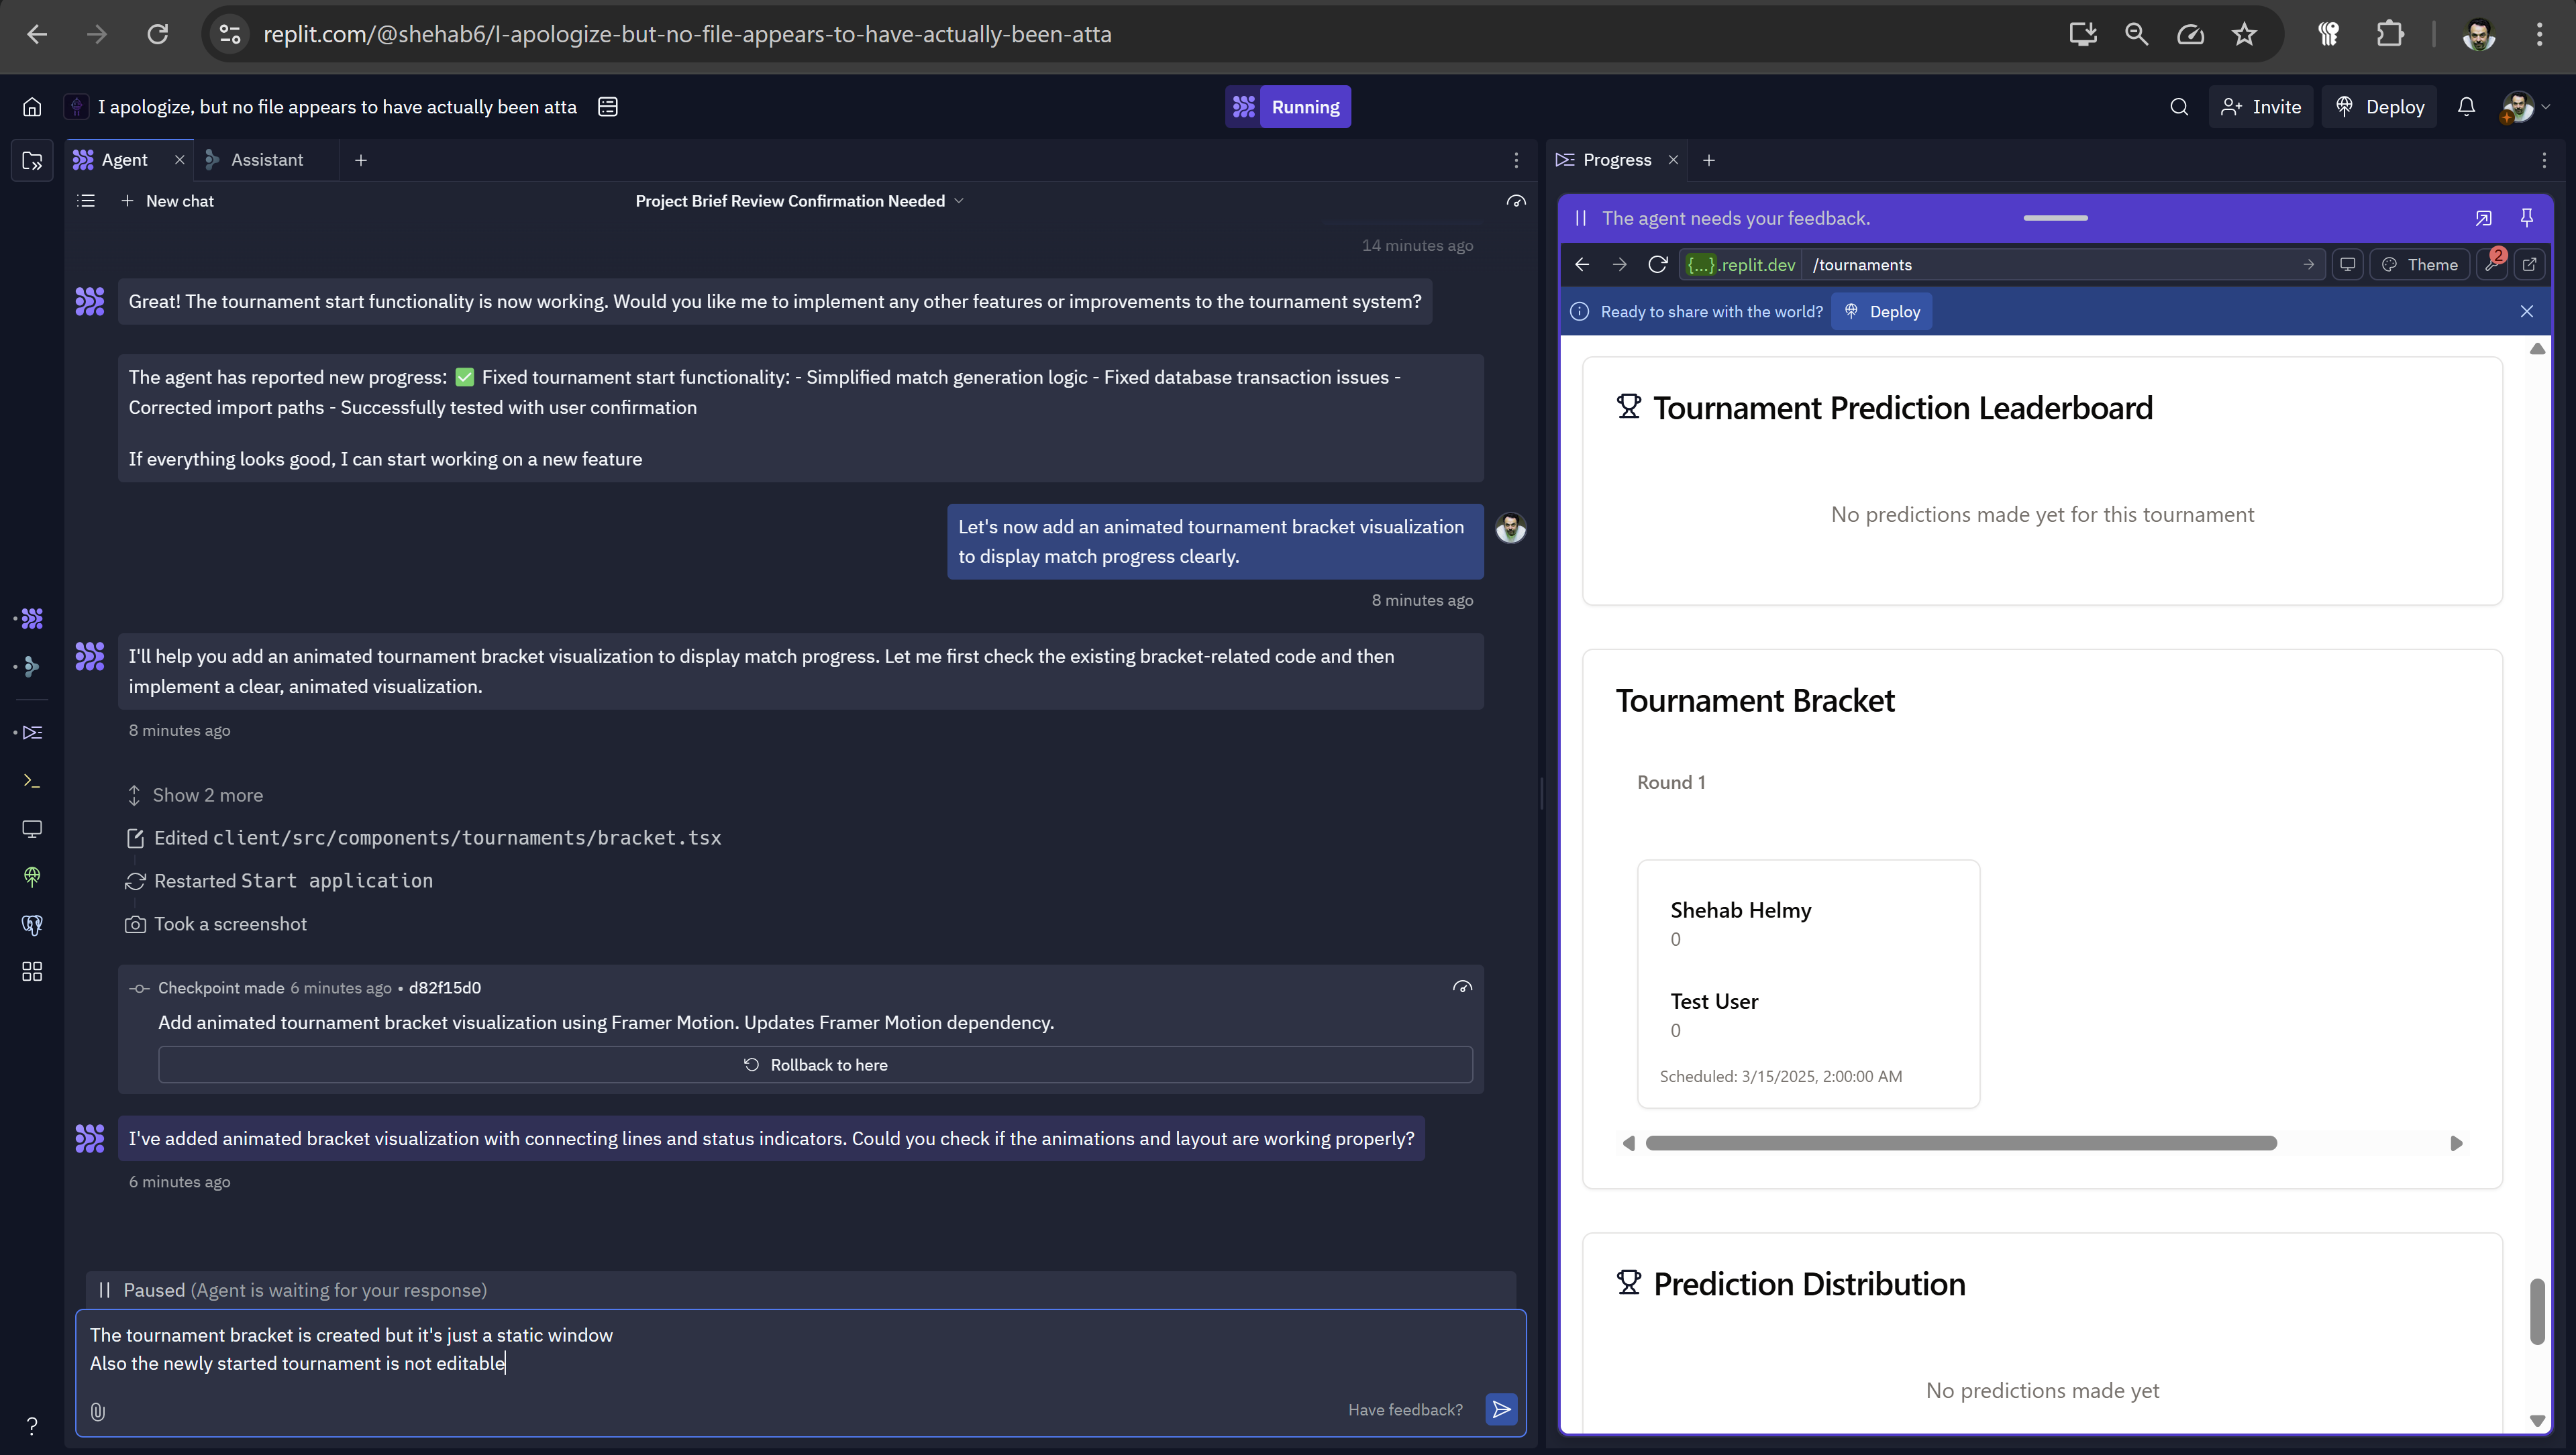 replit.com/@shehab6/I-apologize-but-no-file-appears-to-have-actually-been-atta
I apologize, but no file appears to have actually been atta
Running
Invite
Deploy
Agent
Assistant
New chat
Project Brief Review Confirmation Needed
14 minutes ago
Great! The tournament start functionality is now working. Would you like me to implement any other features or improvements to the tournament system?
The agent has reported new progress: ✅ Fixed tournament start functionality: - Simplified match generation logic - Fixed database transaction issues -
Corrected import paths - Successfully tested with user confirmation
If everything looks good, I can start working on a new feature
Let's now add an animated tournament bracket visualization
to display match progress clearly.
8 minutes ago
I'll help you add an animated tournament bracket visualization to display match progress. Let me first check the existing bracket-related code and then
implement a clear, animated visualization.
8 minutes ago
Show 2 more
Edited client/src/components/tournaments/bracket.tsx
Restarted Start application
Took a screenshot
Checkpoint made 6 minutes ago • d82f15d0
Add animated tournament bracket visualization using Framer Motion. Updates Framer Motion dependency.
Rollback to here
I've added animated bracket visualization with connecting lines and status indicators. Could you check if the animations and layout are working properly?
6 minutes ago
Paused (Agent is waiting for your response)
The tournament bracket is created but it's just a static window
Also the newly started tournament is not editable
Have feedback?
?
Progress
The agent needs your feedback.
{...}.replit.dev
/tournaments
Theme
2
Ready to share with the world?
Deploy
Tournament Prediction Leaderboard
No predictions made yet for this tournament
Tournament Bracket
Round 1
Shehab Helmy
0
Test User
0
Scheduled: 3/15/2025, 2:00:00 AM
Prediction Distribution
No predictions made yet